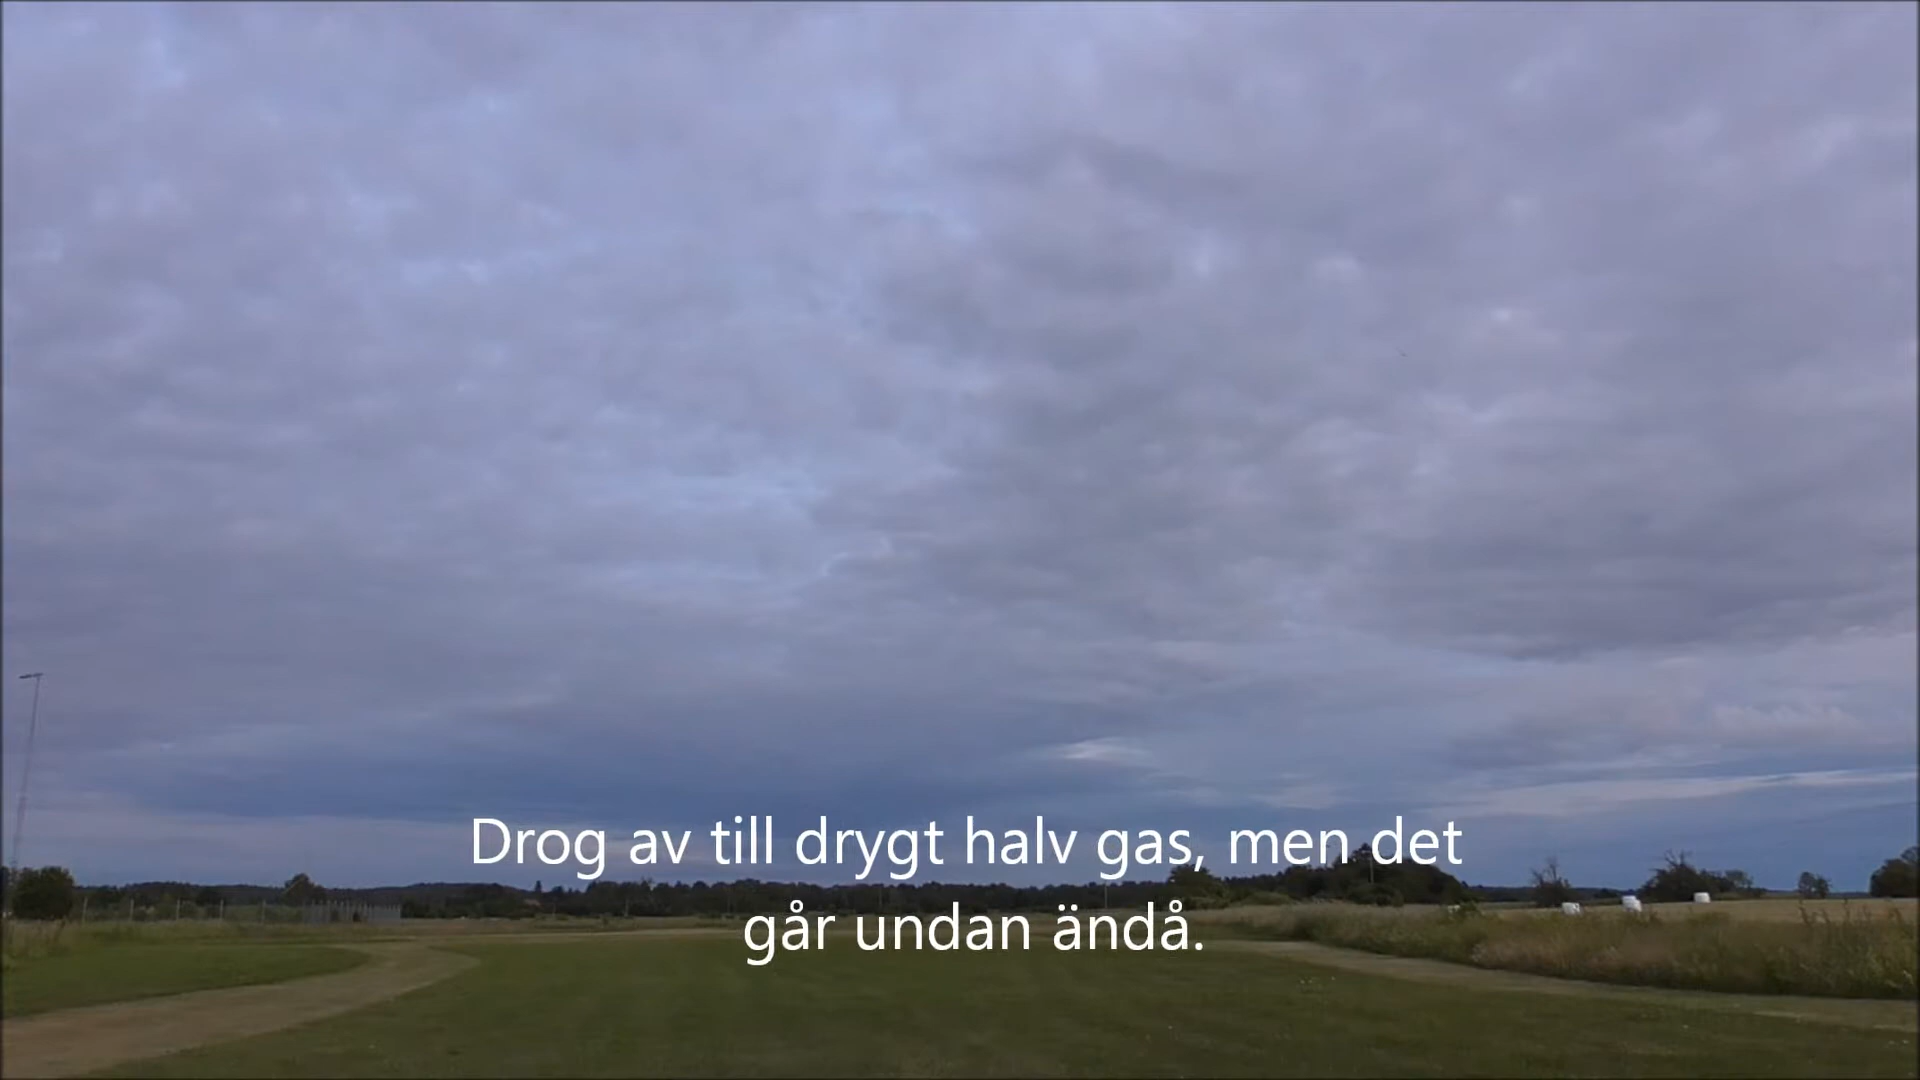 Drog av till drygt halv gas, men det
går undan ändå.